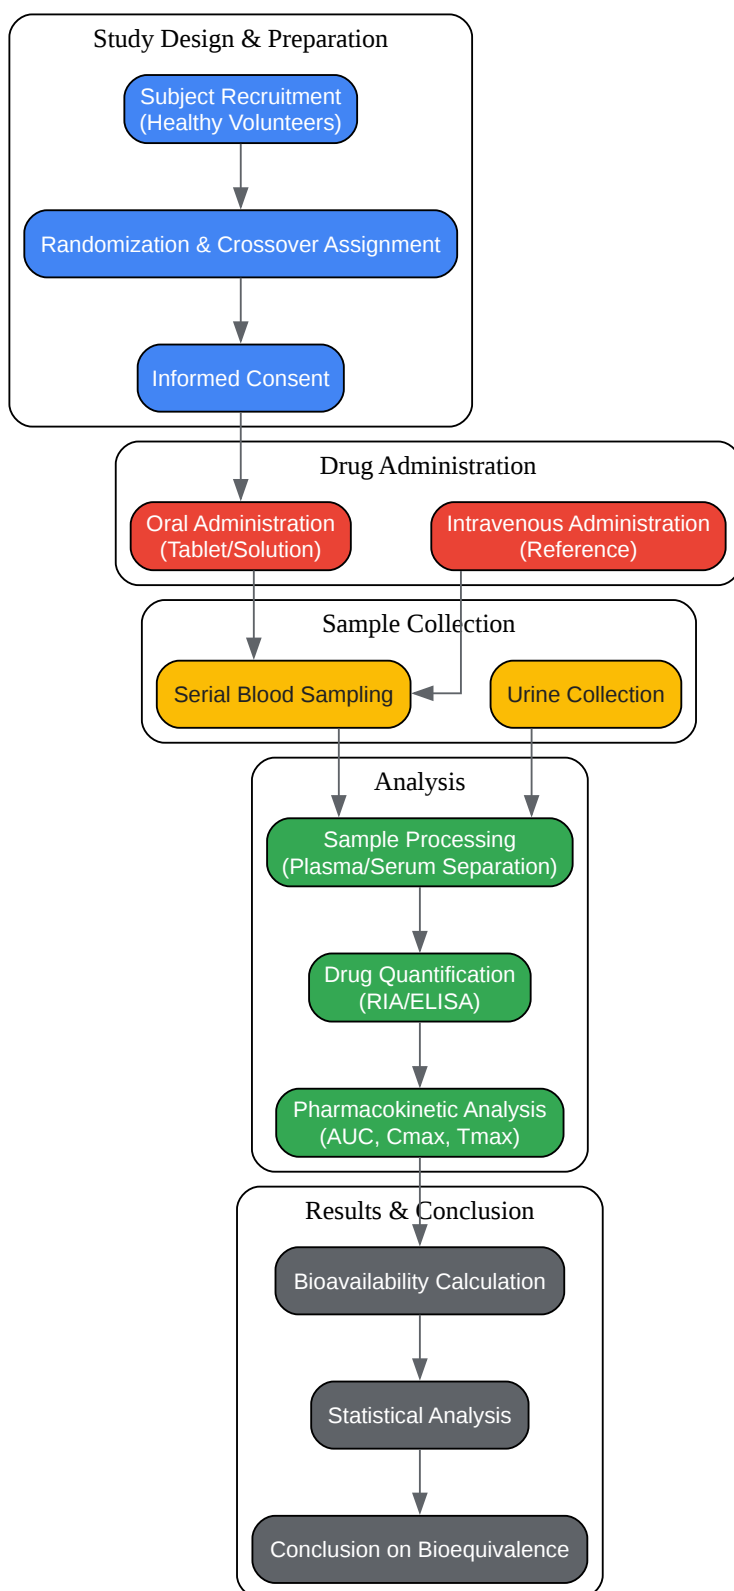 Study Design & Preparation
Subject Recruitment
(Healthy Volunteers)
Randomization & Crossover Assignment
Informed Consent
Drug Administration
Oral Administration
(Tablet/Solution)
Intravenous Administration
(Reference)
Sample Collection
Serial Blood Sampling
Urine Collection
Analysis
Sample Processing
(Plasma/Serum Separation)
Drug Quantification
(RIA/ELISA)
Pharmacokinetic Analysis
(AUC, Cmax, Tmax)
Results & Conclusion
Bioavailability Calculation
Statistical Analysis
Conclusion on Bioequivalence